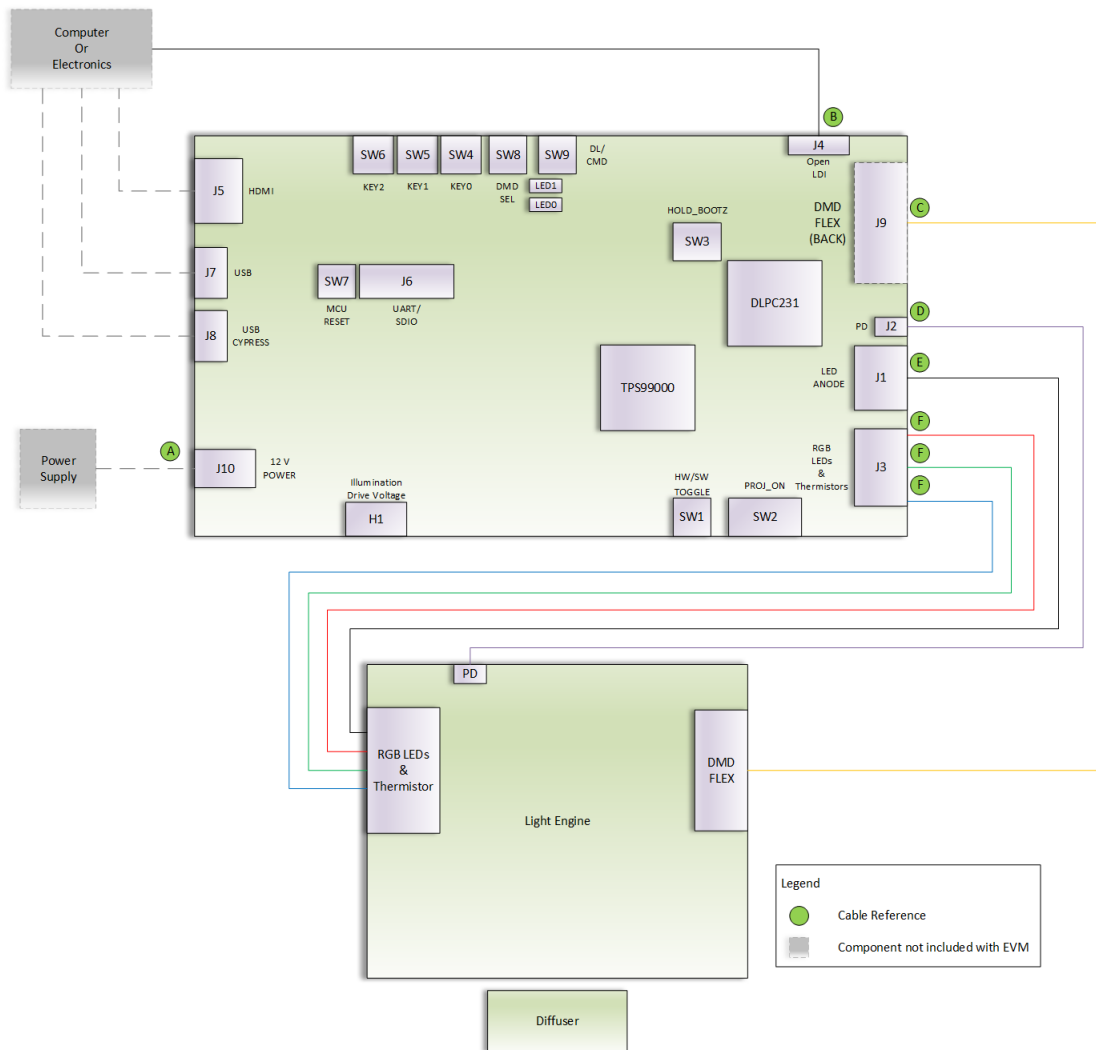 Computer
Or
Electronics
B
SW6
SW5
SW4
SW8
SW9
DL/
CMD
J4
Open
LDI
KEY2
KEY1
KEY0
DMD
SEL
LED1
LED0
J5
HDMI
HOLD_BOOTZ
SW3
DMD
FLEX
(BACK)
J9
C
J7
USB
SW7
MCU
RESET
J6
UART/
SDIO
DLPC231
J8
USB
CYPRESS
PD
J2
D
TPS99000
LED
ANODE
J1
E
Power
Supply
A
J10
12 V
POWER
RGB
LEDs
&
Thermistors
J3
F
F
F
Illumination
Drive Voltage
H1
HW/SW
TOGGLE
SW1
PROJ_ON
SW2
PD
RGB LEDs
&
Thermistor
DMD
FLEX
Light Engine
Legend
Cable Reference
Component not included with EVM
Diffuser